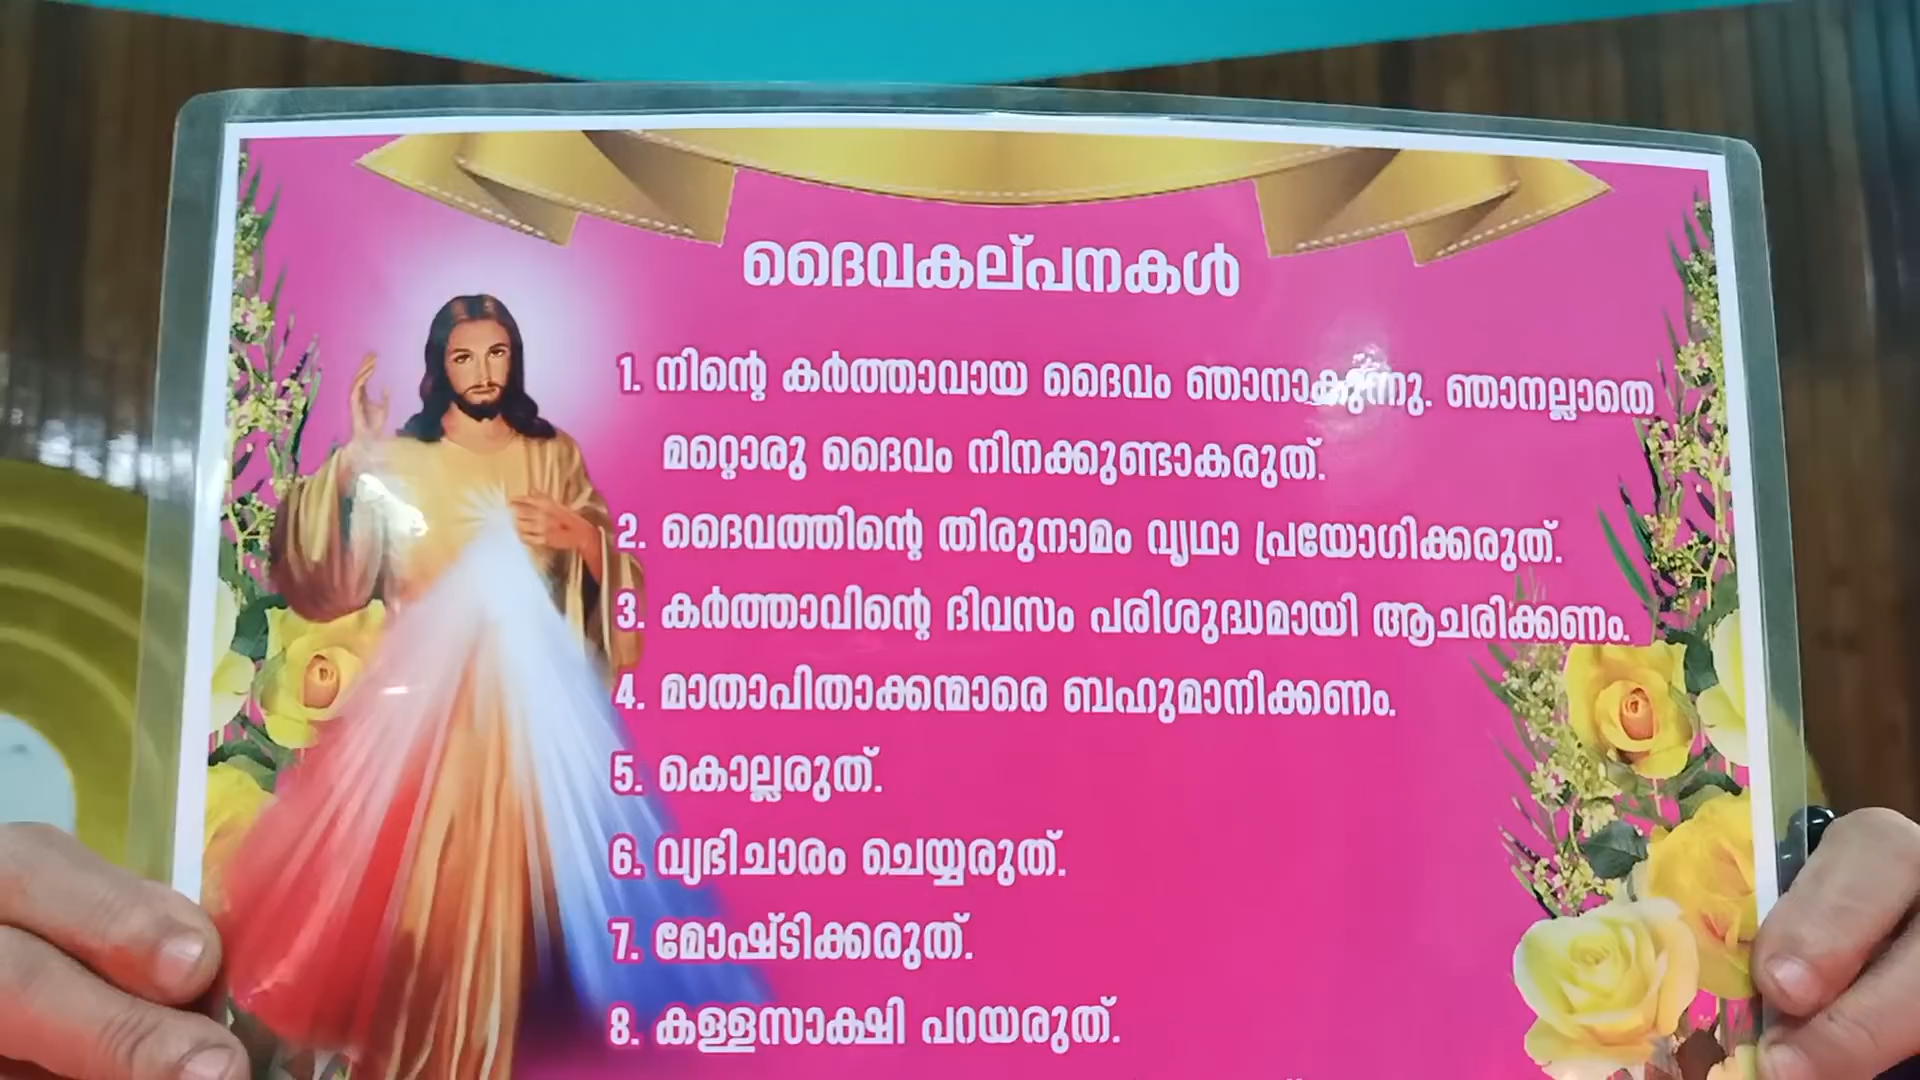 ദൈവകല്പനകൾ
1. നിന്റെ കർത്താവായ ദൈവം ഞാനാകുന്നു. ഞാനല്ലാതെ
മറ്റൊരു ദൈവം നിനക്കുണ്ടാകരുത്.
2. ദൈവത്തിന്റെ തിരുനാമം വൃഥാ പ്രയോഗിക്കരുത്.
3. കർത്താവിന്റെ ദിവസം പരിശുദ്ധമായി ആചരിക്കണം.
4. മാതാപിതാക്കന്മാരെ ബഹുമാനിക്കണം.
5. കൊല്ലരുത്.
6. വ്യഭിചാരം ചെയ്യരുത്.
7. മോഷ്ടിക്കരുത്.
8. കള്ളസാക്ഷി പറയരുത്.